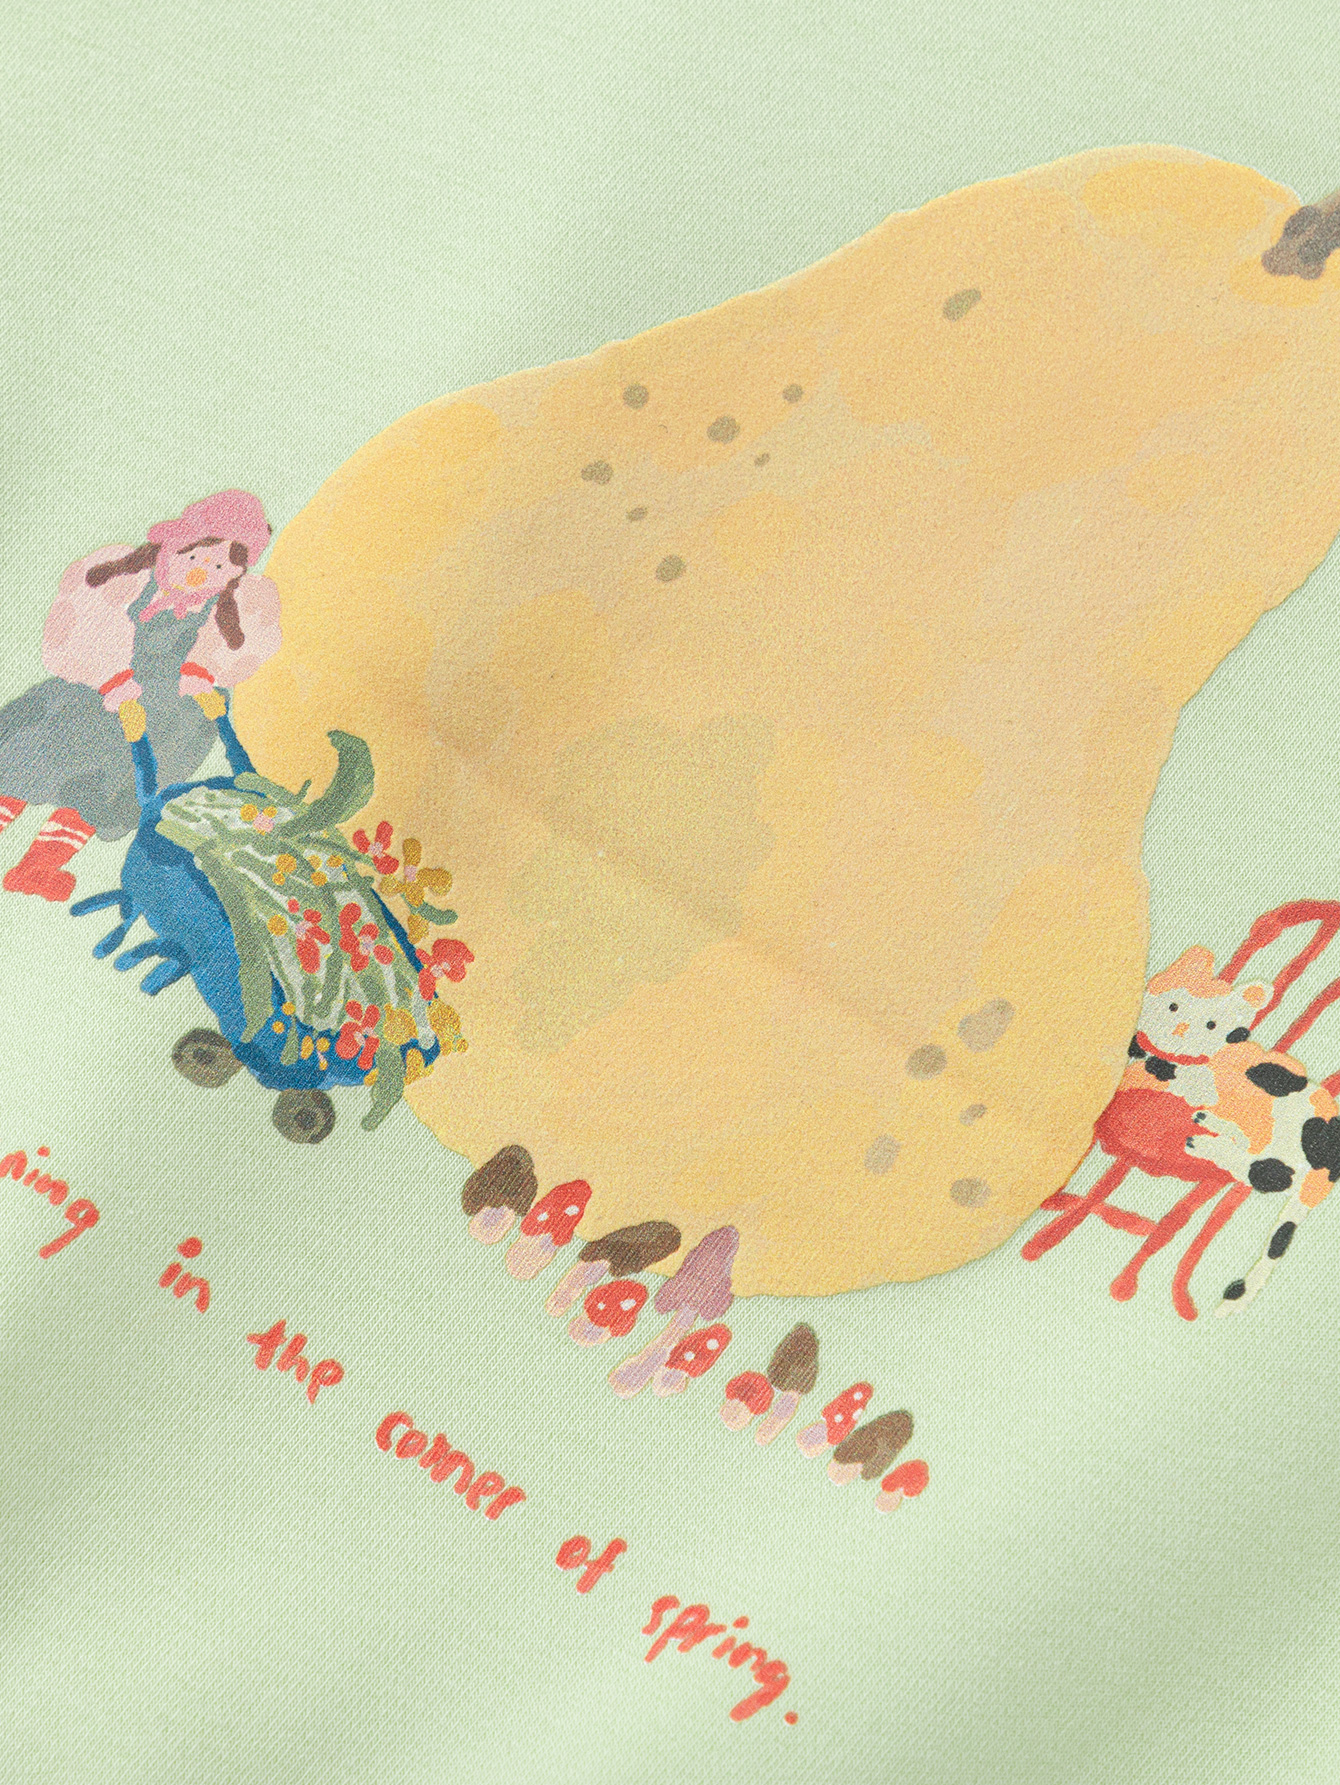 ning in the corner of spring.